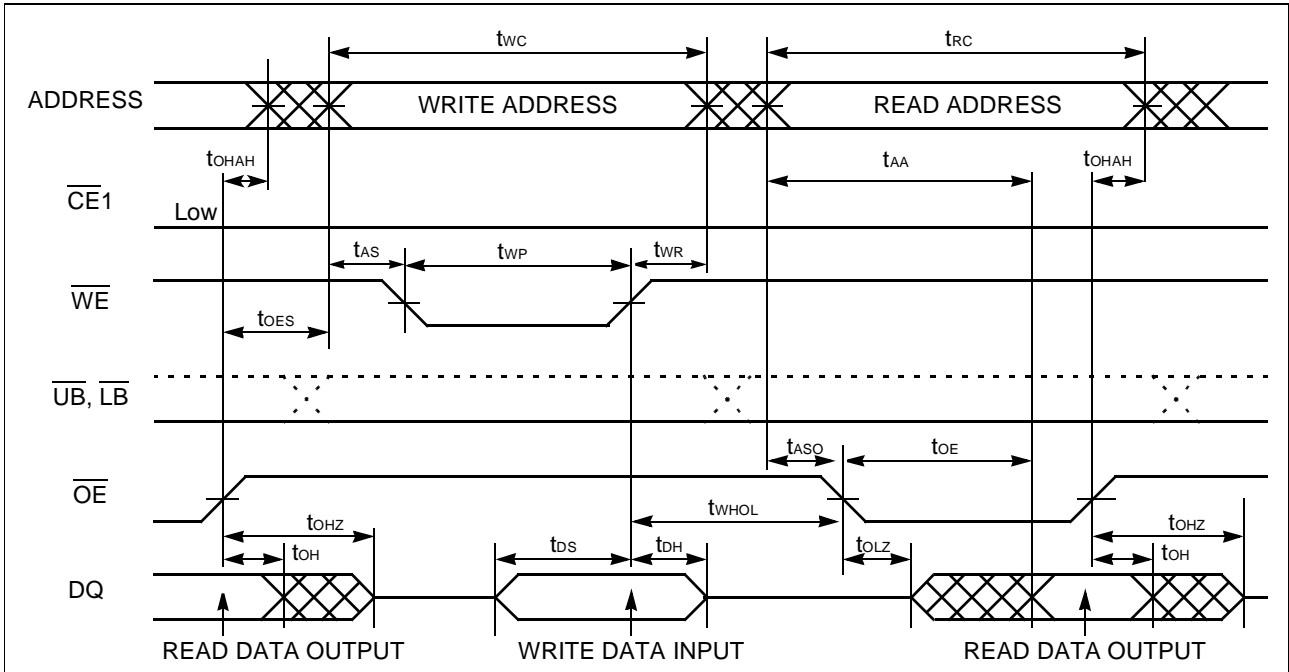 tWC
tRC
ADDRESS
WRITE ADDRESS
READ ADDRESS
tOHAH
tAA
tOHAH
CE1
Low
tAS
tWP
tWR
WE
tOES
UB, LB
tASO
tOE
OE
tOHZ
tWHOL
tOHZ
tOH
tDS
tDH
tOLZ
tOH
DQ
READ DATA OUTPUT
WRITE DATA INPUT
READ DATA OUTPUT